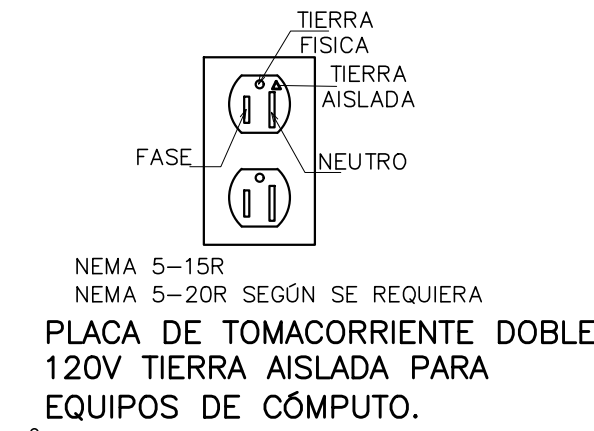 TIERRA
FISICA
TIERRA
AISLADA
FASE
NEUTRO
NEMA 5-15R
NEMA 5-20R SEGÚN SE REQUIERA
PLACA DE TOMACORRIENTE DOBLE
120V TIERRA AISLADA PARA
EQUIPOS DE CÓMPUTO.